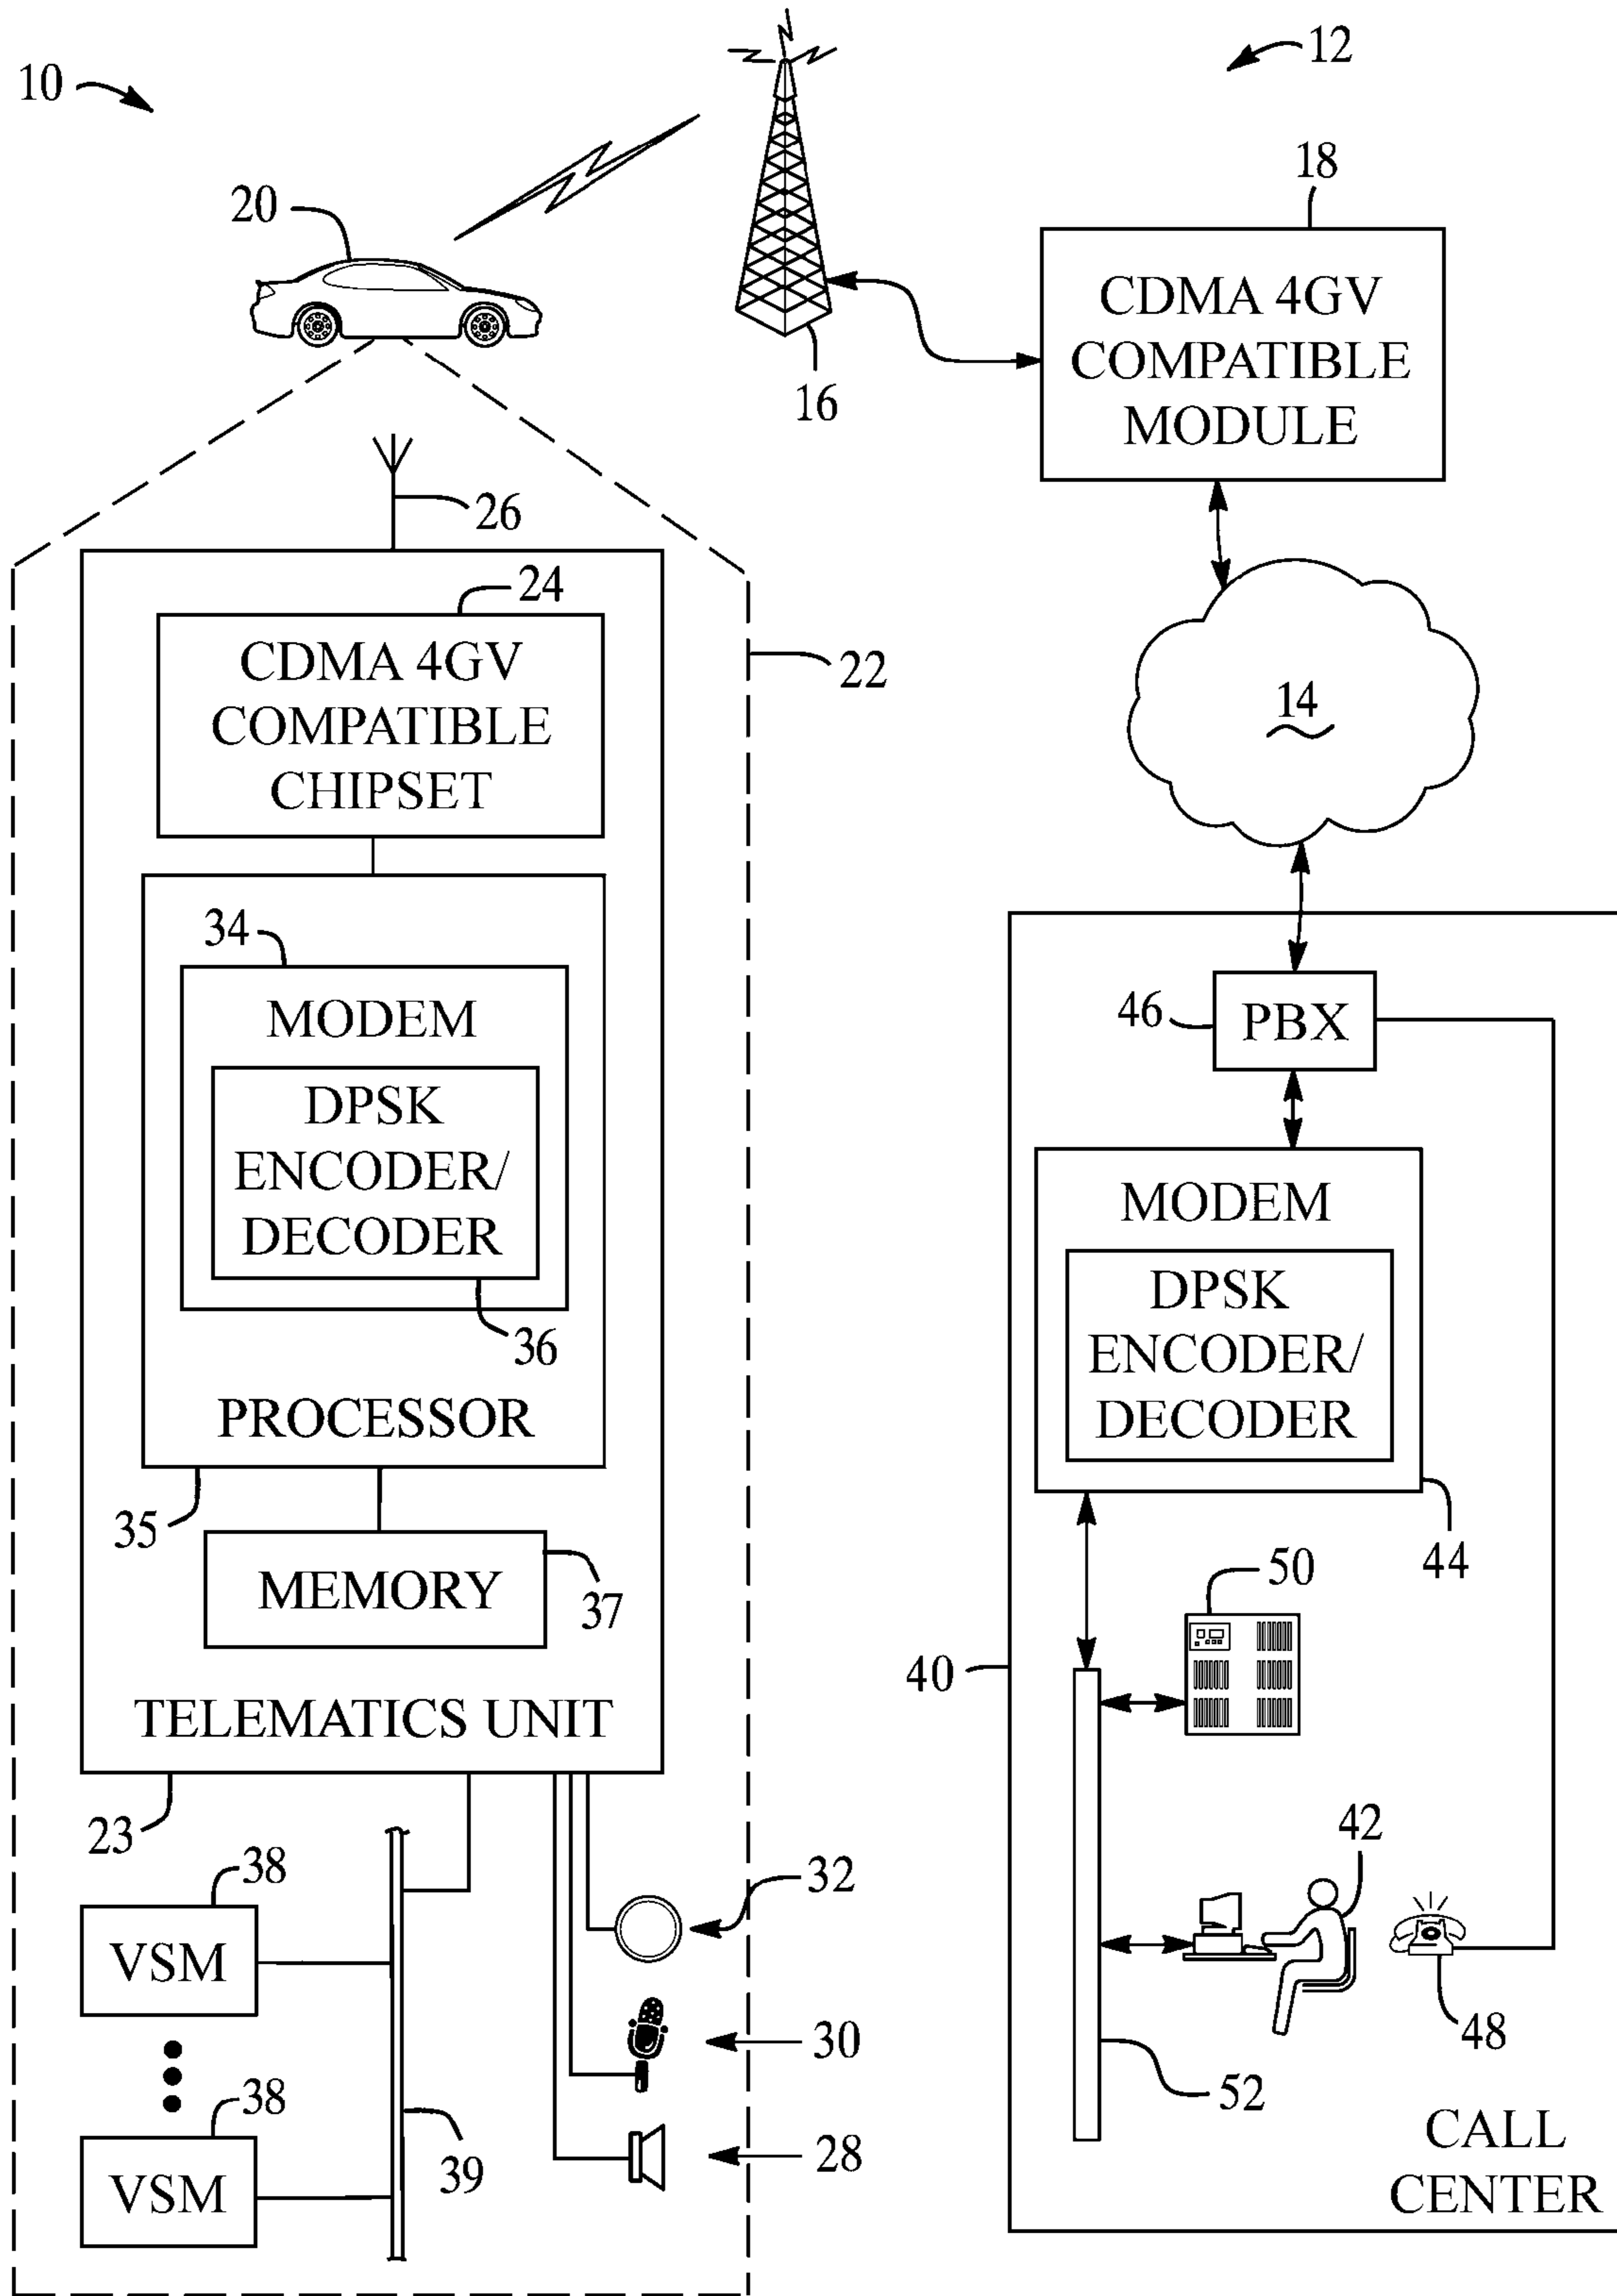 10
12
20
16
18
CDMA 4GV
COMPATIBLE
MODULE
26
24
CDMA 4GV
COMPATIBLE
CHIPSET
22
14
34
MODEM
DPSK
ENCODER/
DECODER
36
PROCESSOR
35
MEMORY
37
TELEMATICS UNIT
23
38
VSM
38
VSM
39
32
30
28
46
PBX
MODEM
DPSK
ENCODER/
DECODER
44
50
40
42
48
52
CALL
CENTER